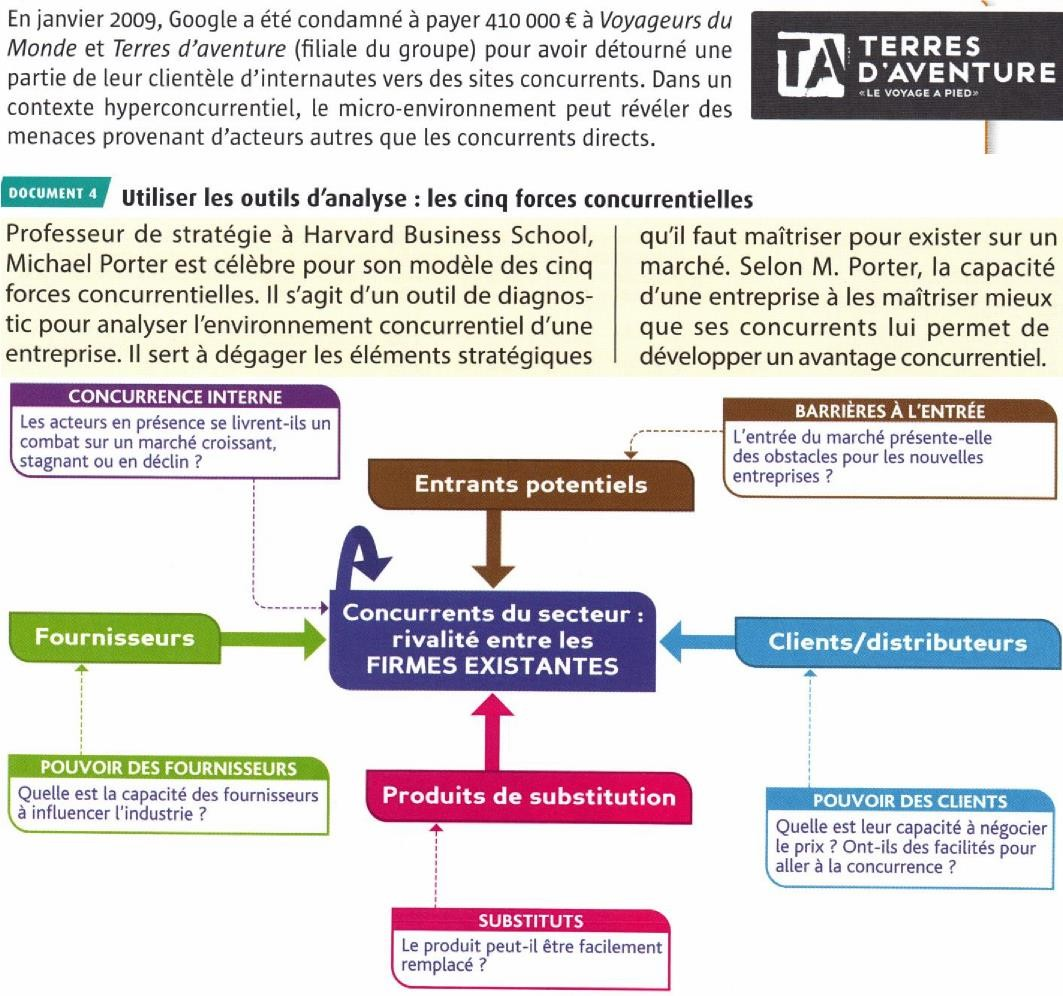 En janvier 2009, Google a été condamné à payer 410 000 € à Voyageurs du
Monde et Terres d'aventure (filiale du groupe) pour avoir détourné une
partie de leur clientèle d'internautes vers des sites concurrents. Dans un
contexte hyperconcurrentiel, le micro-environnement peut révéler des
menaces provenant d'acteurs autres que les concurrents directs.
TA TERRES
D'AVENTURE
«LE VOYAGE A PIED»
DOCUMENT 4 Utiliser les outils d'analyse : les cinq forces concurrentielles
Professeur de stratégie à Harvard Business School,
Michael Porter est célèbre pour son modèle des cinq
forces concurrentielles. Il s'agit d'un outil de diagnos-
tic pour analyser l'environnement concurrentiel d'une
entreprise. Il sert à dégager les éléments stratégiques
qu'il faut maîtriser pour exister sur un
marché. Selon M. Porter, la capacité
d'une entreprise à les maîtriser mieux
que ses concurrents lui permet de
développer un avantage concurrentiel.
CONCURRENCE INTERNE
Les acteurs en présence se livrent-ils un
combat sur un marché croissant,
stagnant ou en déclin ?
BARRIÈRES À L'ENTRÉE
L'entrée du marché présente-elle
des obstacles pour les nouvelles
entreprises ?
Entrants potentiels
Fournisseurs
Concurrents du secteur :
rivalité entre les
FIRMES EXISTANTES
Clients/distributeurs
POUVOIR DES FOURNISSEURS
Quelle est la capacité des fournisseurs
à influencer l'industrie ?
Produits de substitution
POUVOIR DES CLIENTS
Quelle est leur capacité à négocier
le prix ? Ont-ils des facilités pour
aller à la concurrence ?
SUBSTITUTS
Le produit peut-il être facilement
remplacé ?